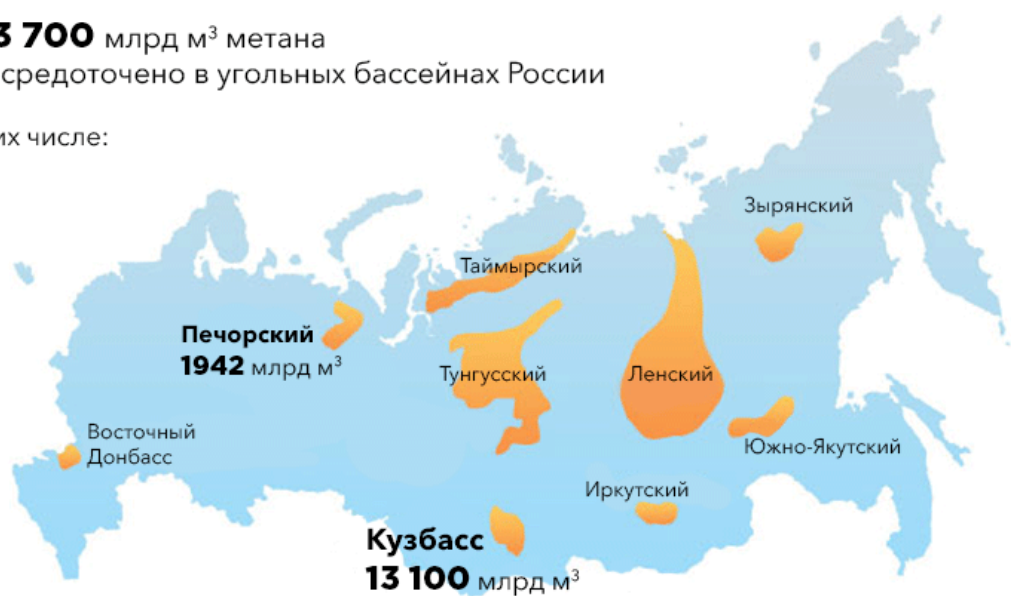 3 700 млрд м³ метана
средоточено в угольных бассейнах России
их числе:
Зырянский
Таймырский
Печорский
1942 млрд м³
Тунгусский
Ленский
Восточный
Донбасс
Южно-Якутский
Иркутский
Кузбасс
13 100 млрд м³